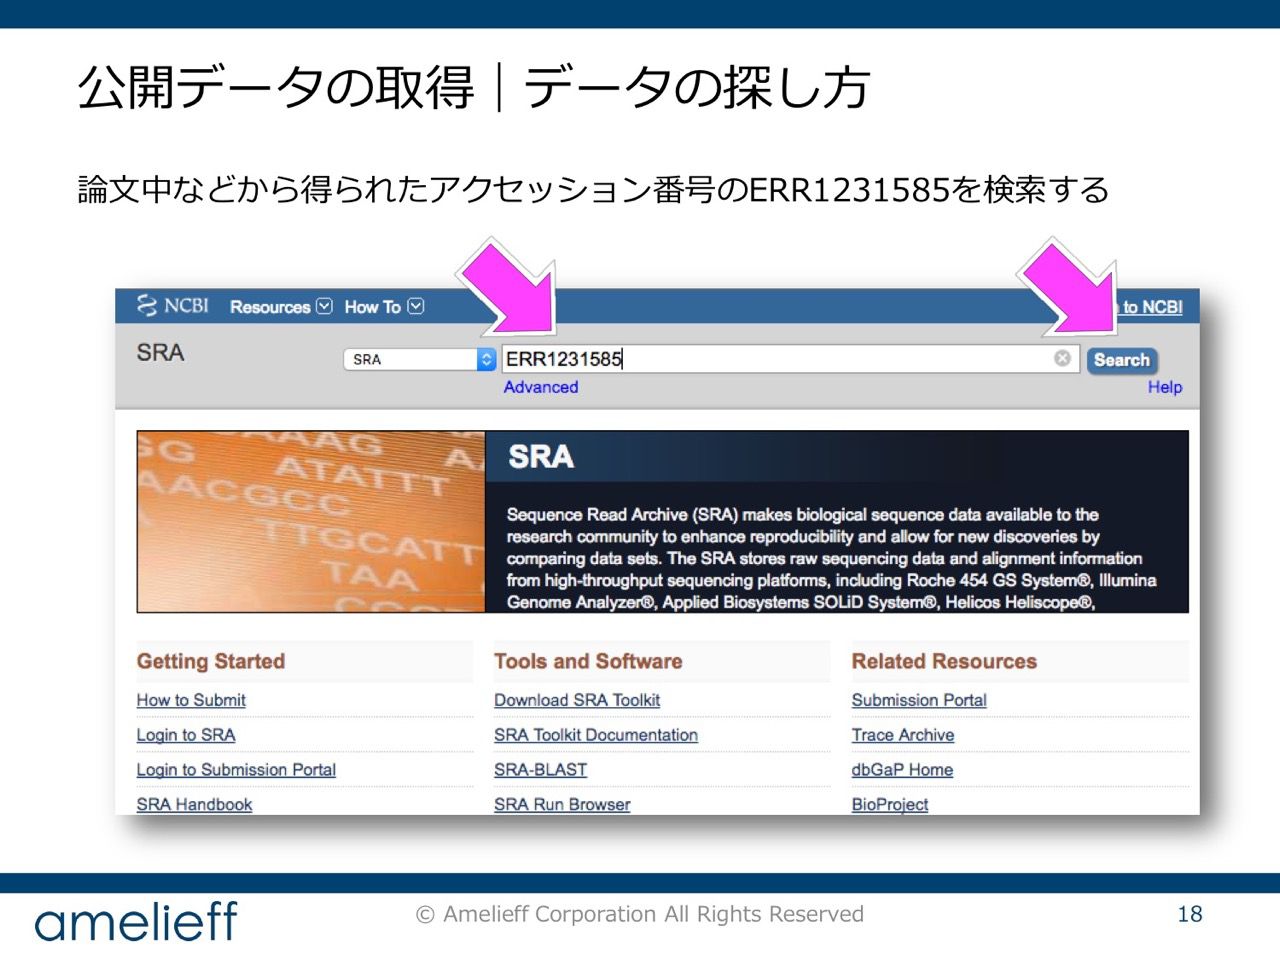 公開データの取得｜データの探し方
論文中などから得られたアクセッション番号のERR1231585を検索する
NCBI Resources How To to NCBI
SRA SRA ERR1231585 Search
Advanced Help
GG AAAG
ATATTT
AACGCC
TTGCATT
TAA
SRA
Sequence Read Archive (SRA) makes biological sequence data available to the
research community to enhance reproducibility and allow for new discoveries by
comparing data sets. The SRA stores raw sequencing data and alignment information
from high-throughput sequencing platforms, including Roche 454 GS System®, Illumina
Genome Analyzer®, Applied Biosystems SOLiD System®, Helicos Heliscope®,
Getting Started
How to Submit
Login to SRA
Login to Submission Portal
SRA Handbook
Tools and Software
Download SRA Toolkit
SRA Toolkit Documentation
SRA-BLAST
SRA Run Browser
Related Resources
Submission Portal
Trace Archive
dbGaP Home
BioProject
amelieff
© Amelieff Corporation All Rights Reserved
18